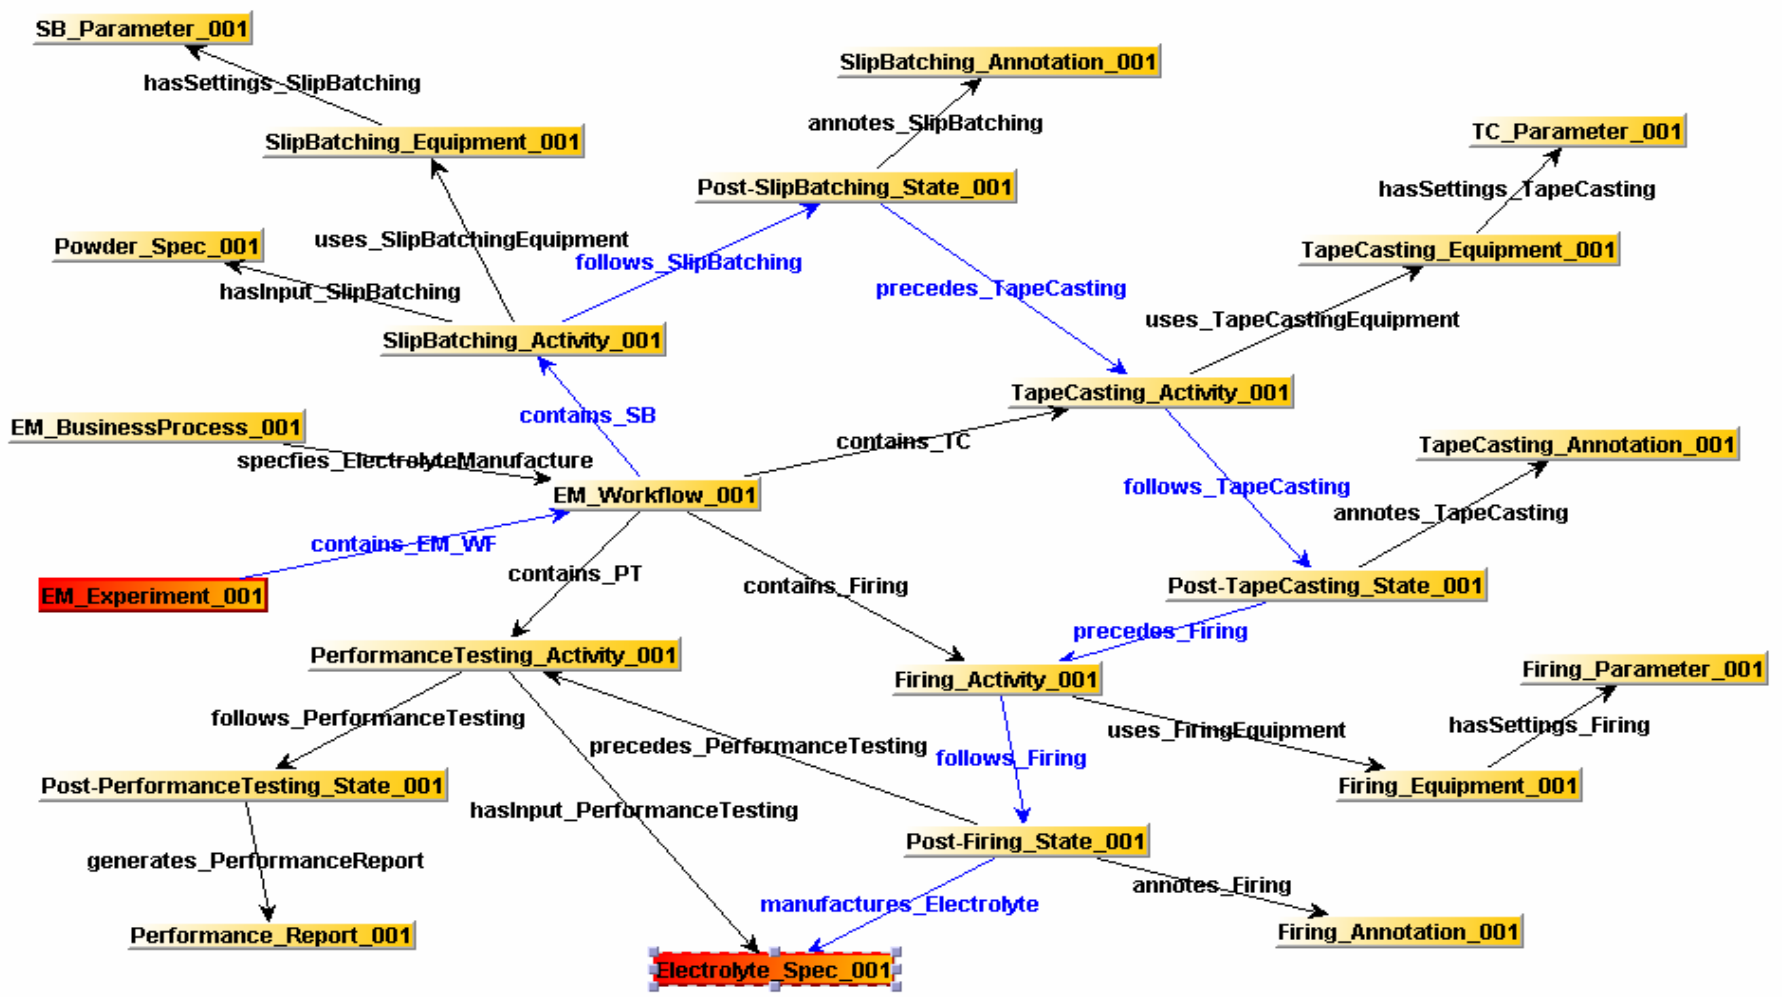 SB_Parameter_001
SlipBatching_Annotation_001
hasSettings_SlipBatching
annotes_SlipBatching
TC_Parameter_001
SlipBatching_Equipment_001
Post-SlipBatching_State_001
hasSettings_TapeCasting
Powder_Spec_001
uses_SlipBatchingEquipment
TapeCasting_Equipment_001
follows_SlipBatching
hasInput_SlipBatching
precedes_TapeCasting
uses_TapeCastingEquipment
SlipBatching_Activity_001
TapeCasting_Activity_001
contains_SB
EM_BusinessProcess_001
contains_TC
TapeCasting_Annotation_001
specfies_ElectrolyteManufacture
EM_Workflow_001
follows_TapeCasting
annotes_TapeCasting
contains_EM_WF
contains_PT
contains_Firing
Post-TapeCasting_State_001
EM_Experiment_001
precedes_Firing
PerformanceTesting_Activity_001
Firing_Activity_001
Firing_Parameter_001
follows_PerformanceTesting
hasSettings_Firing
uses_FiringEquipment
precedes_PerformanceTesting
follows_Firing
Post-PerformanceTesting_State_001
Firing_Equipment_001
hasInput_PerformanceTesting
Post-Firing_State_001
generates_PerformanceReport
annotes_Firing
manufactures_Electrolyte
Performance_Report_001
Firing_Annotation_001
Electrolyte_Spec_001